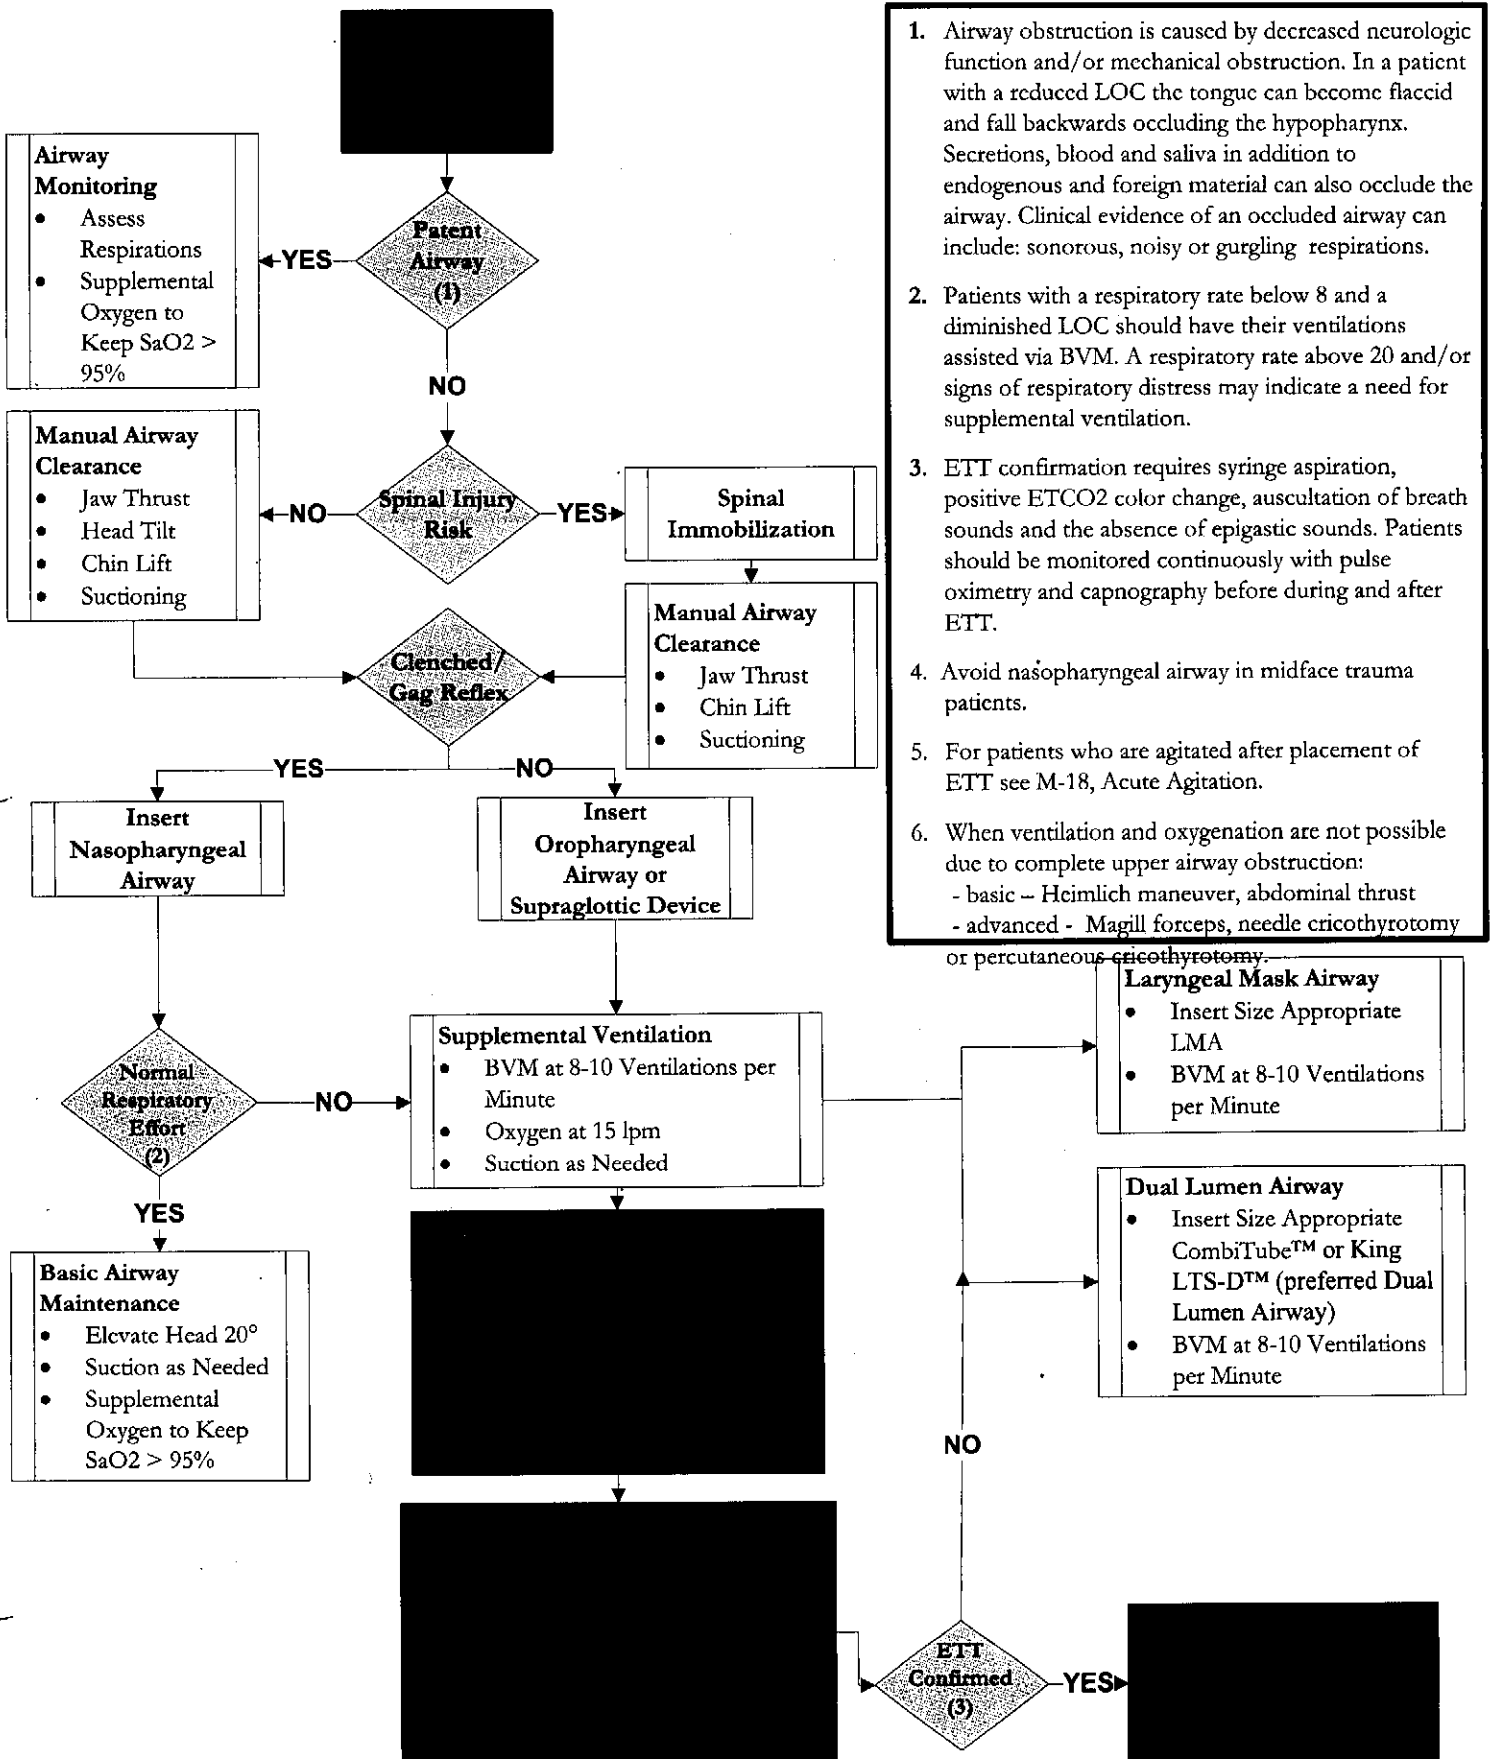 Airway
Monitoring
• Assess
Respirations
• Supplemental
Oxygen to
Keep SaO2 >
95%
YES
Patent
Airway
(1)
NO
Manual Airway
Clearance
• Jaw Thrust
• Head Tilt
• Chin Lift
• Suctioning
NO
Spinal Injury
Risk
YES
Spinal
Immobilization
Manual Airway
Clearance
• Jaw Thrust
• Chin Lift
• Suctioning
Clenched/
Gag Reflex
YES
NO
Insert
Nasopharyngeal
Airway
Insert
Oropharyngeal
Airway or
Supraglottic Device
Normal
Respiratory
Effort
(2)
NO
YES
Supplemental Ventilation
• BVM at 8-10 Ventilations per
Minute
• Oxygen at 15 lpm
• Suction as Needed
Basic Airway
Maintenance
• Elevate Head 20°
• Suction as Needed
• Supplemental
Oxygen to Keep
SaO2 > 95%
1. Airway obstruction is caused by decreased neurologic
function and/or mechanical obstruction. In a patient
with a reduced LOC the tongue can become flaccid
and fall backwards occluding the hypopharynx.
Secretions, blood and saliva in addition to
endogenous and foreign material can also occlude the
airway. Clinical evidence of an occluded airway can
include: sonorous, noisy or gurgling respirations.
2. Patients with a respiratory rate below 8 and a
diminished LOC should have their ventilations
assisted via BVM. A respiratory rate above 20 and/or
signs of respiratory distress may indicate a need for
supplemental ventilation.
3. ETT confirmation requires syringe aspiration,
positive ETCO2 color change, auscultation of breath
sounds and the absence of epigastic sounds. Patients
should be monitored continuously with pulse
oximetry and capnography before during and after
ETT.
4. Avoid nasopharyngeal airway in midface trauma
patients.
5. For patients who are agitated after placement of
ETT see M-18, Acute Agitation.
6. When ventilation and oxygenation are not possible
due to complete upper airway obstruction:
- basic – Heimlich maneuver, abdominal thrust
- advanced - Magill forceps, needle cricothyrotomy
or percutaneous cricothyrotomy.
Laryngeal Mask Airway
• Insert Size Appropriate
LMA
• BVM at 8-10 Ventilations
per Minute
Dual Lumen Airway
• Insert Size Appropriate
CombiTube™ or King
LTS-D™ (preferred Dual
Lumen Airway)
• BVM at 8-10 Ventilations
per Minute
NO
ETT
Confirmed
(3)
YES